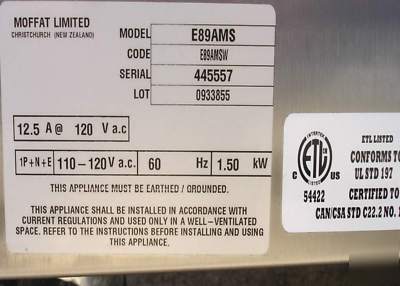 MOFFAT LIMITED
CHRISTCHURCH (NEW ZEALAND)
MODEL E89AMS
CODE E89AMSW
SERIAL 445557
LOT 0933855
12.5 A@ 120 V a.c
1P+N+E 110-120V a.c. 60 Hz 1.50 kW
THIS APPLIANCE MUST BE EARTHED / GROUNDED.
THIS APPLIANCE SHALL BE INSTALLED IN ACCORDANCE WITH
CURRENT REGULATIONS AND USED ONLY IN A WELL-VENTILATED
SPACE. REFER TO THE INSTRUCTIONS BEFORE INSTALLING AND
USING THIS APPLIANCE.
ETL LISTED
CONFORMS TO
UL STD 197
CERTIFIED TO
CAN/CSA STD C22.2 NO. 1
INTERTEK
ETL
C US
54422